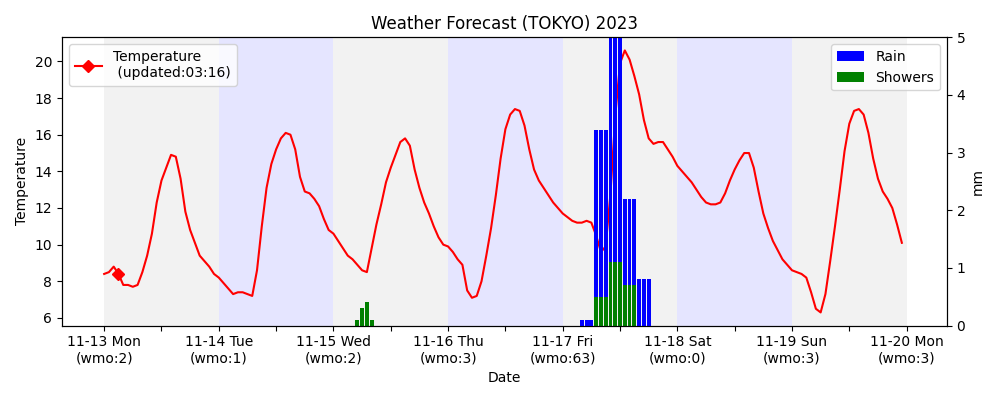 Weather Forecast (TOKYO) 2023
Temperature
(updated:03:16)
Rain
Showers
Temperature
20
18
16
14
12
10
8
6
5
4
3
2
1
0
mm
11-13 Mon
(wmo:2)
11-14 Tue
(wmo:1)
11-15 Wed
(wmo:2)
11-16 Thu
(wmo:3)
11-17 Fri
(wmo:63)
11-18 Sat
(wmo:0)
11-19 Sun
(wmo:3)
11-20 Mon
(wmo:3)
Date